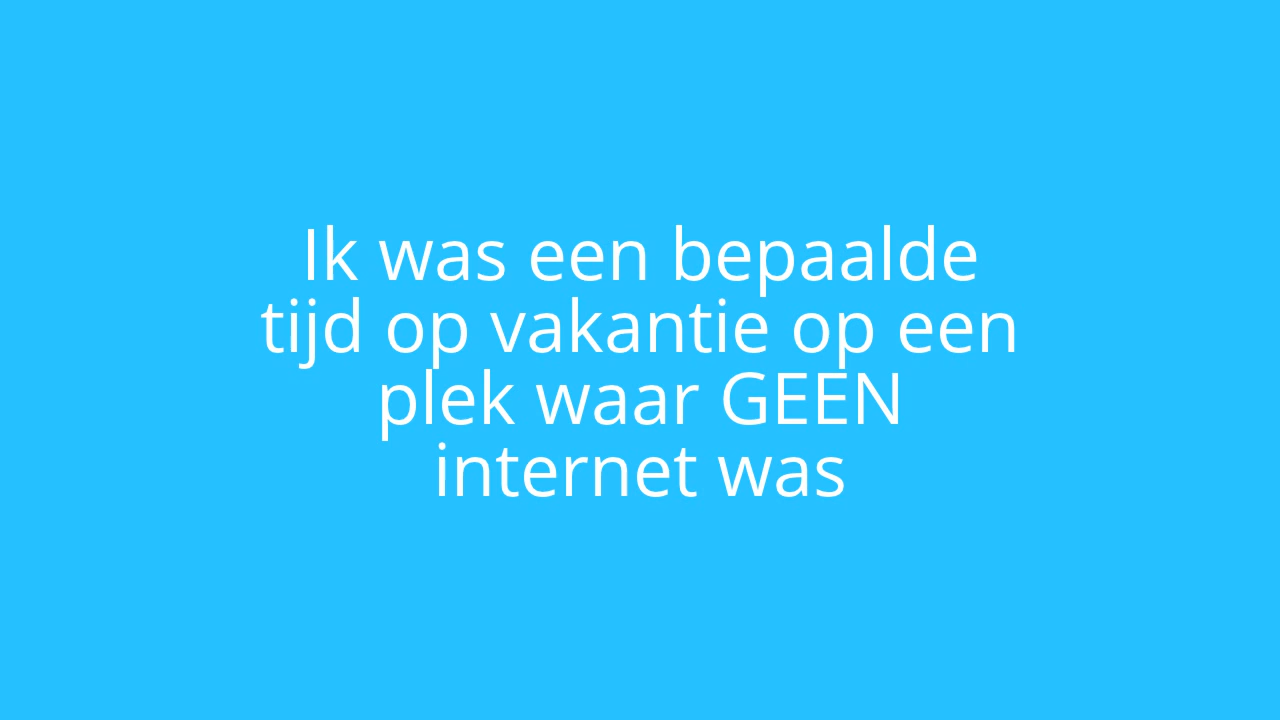 Ik was een bepaalde
tijd op vakantie op een
plek waar GEEN
internet was